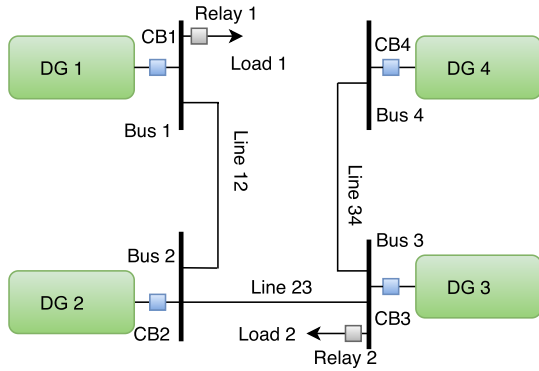 Relay 1
CB1
DG 1
Load 1
Bus 1
CB4
DG 4
Bus 4
Line 12
Line 34
Bus 2
Bus 3
DG 2
Line 23
DG 3
CB2
CB3
Load 2
Relay 2